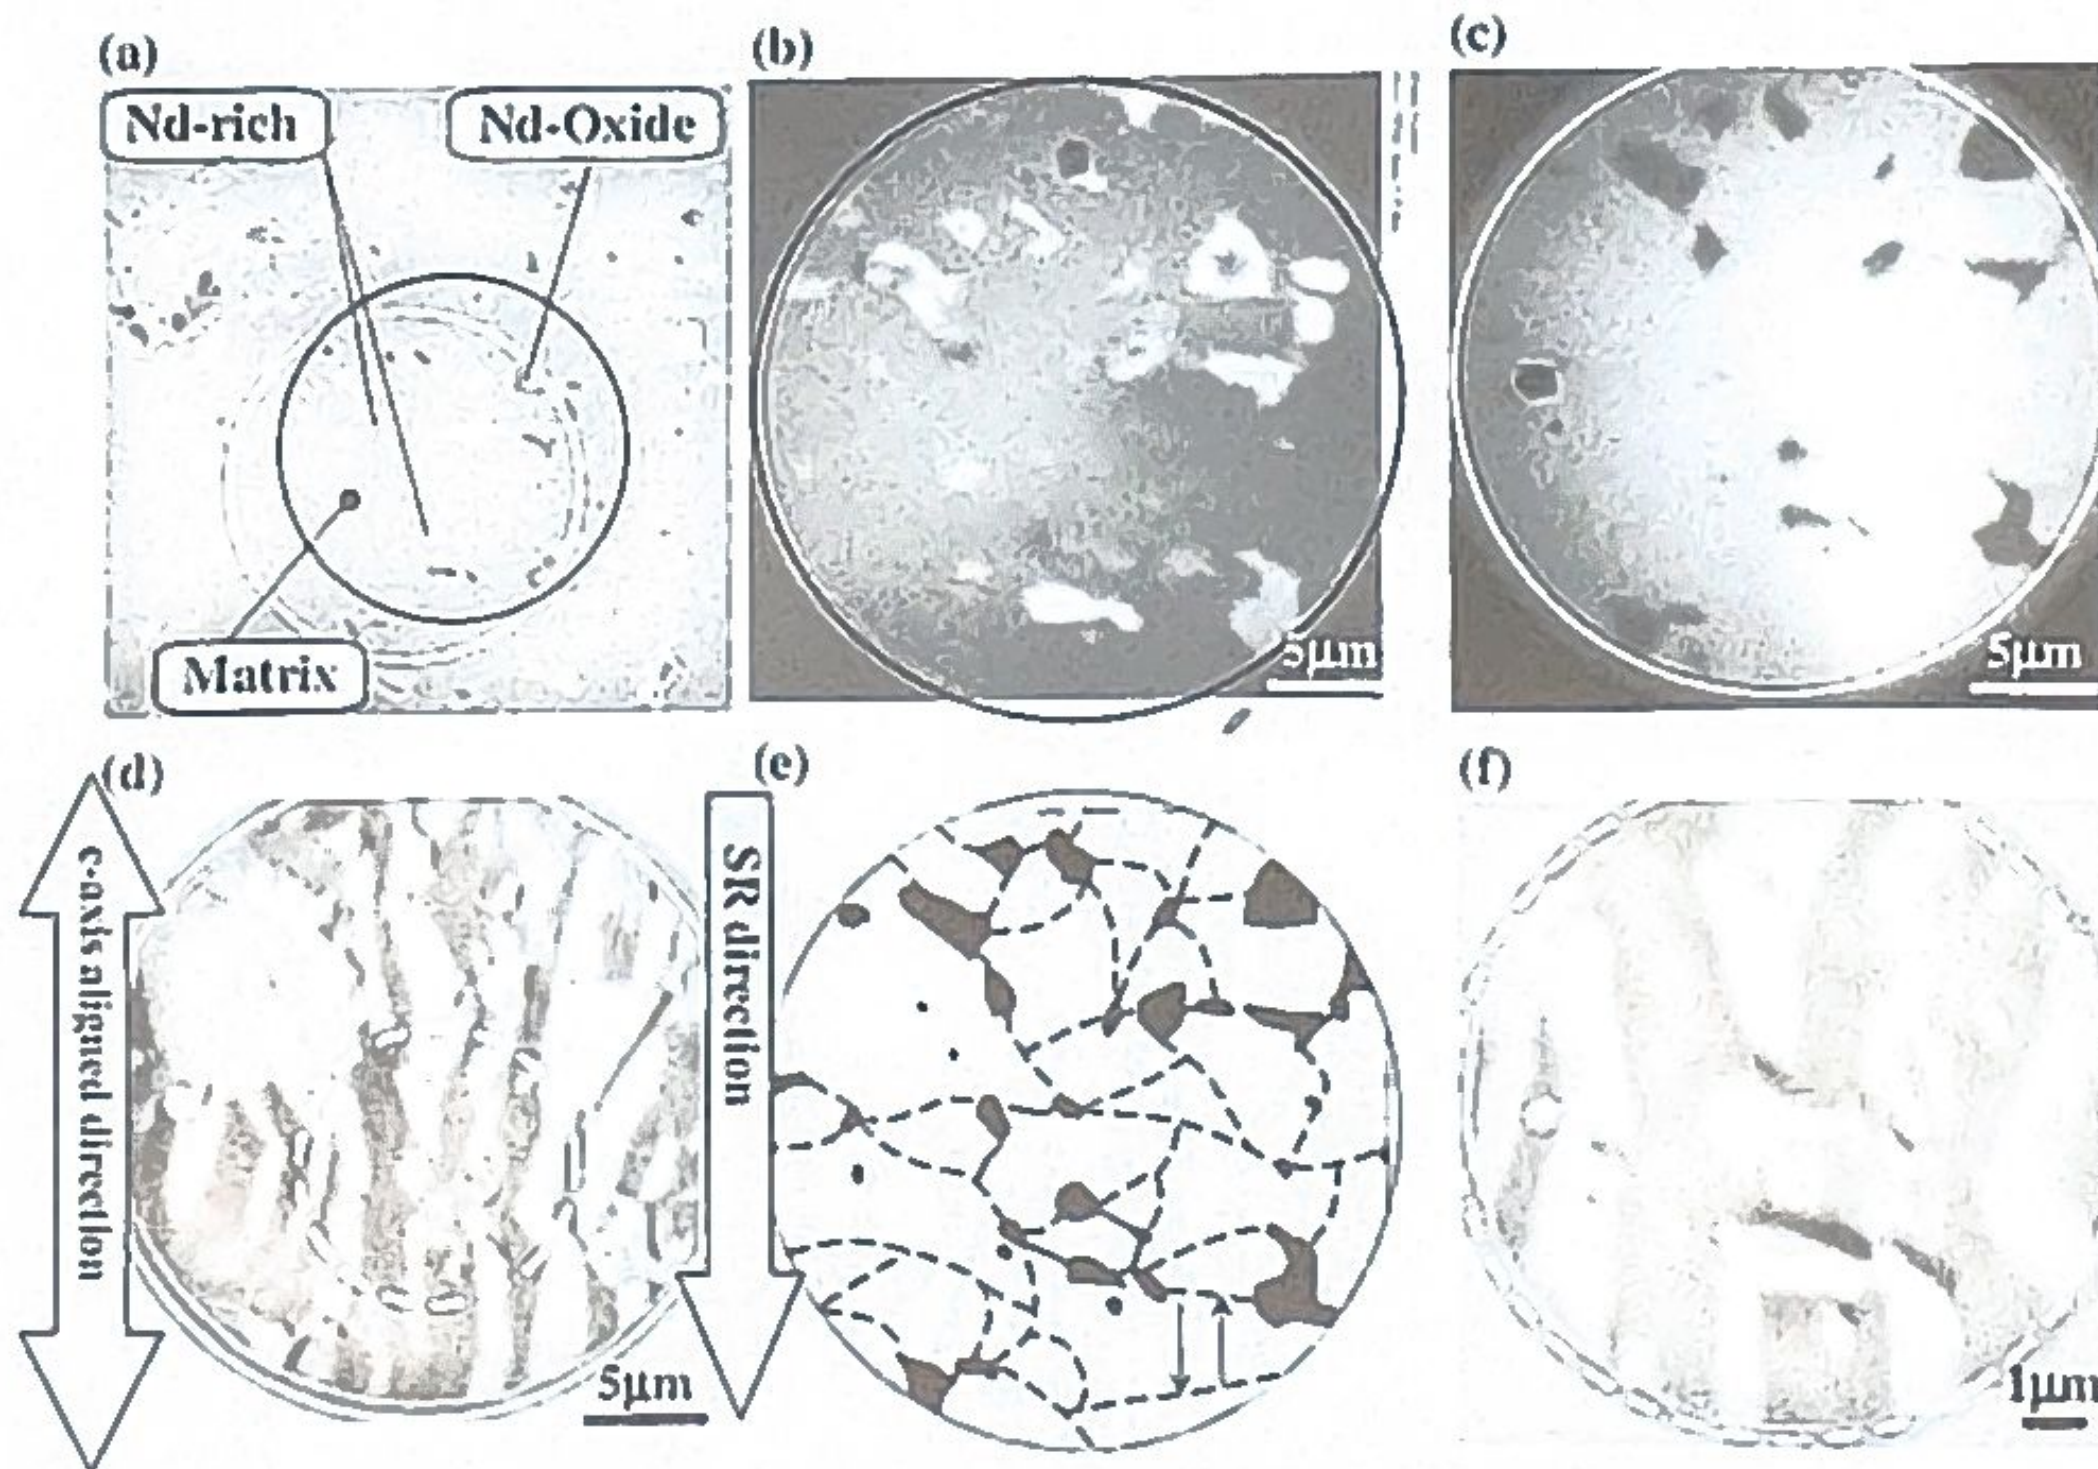 (a)
(b)
(c)
Nd-rich
Nd-Oxide
Matrix
5μm
5μm
(d)
(e)
(f)
c-axis aligned direction
SR direction
5μm
1μm